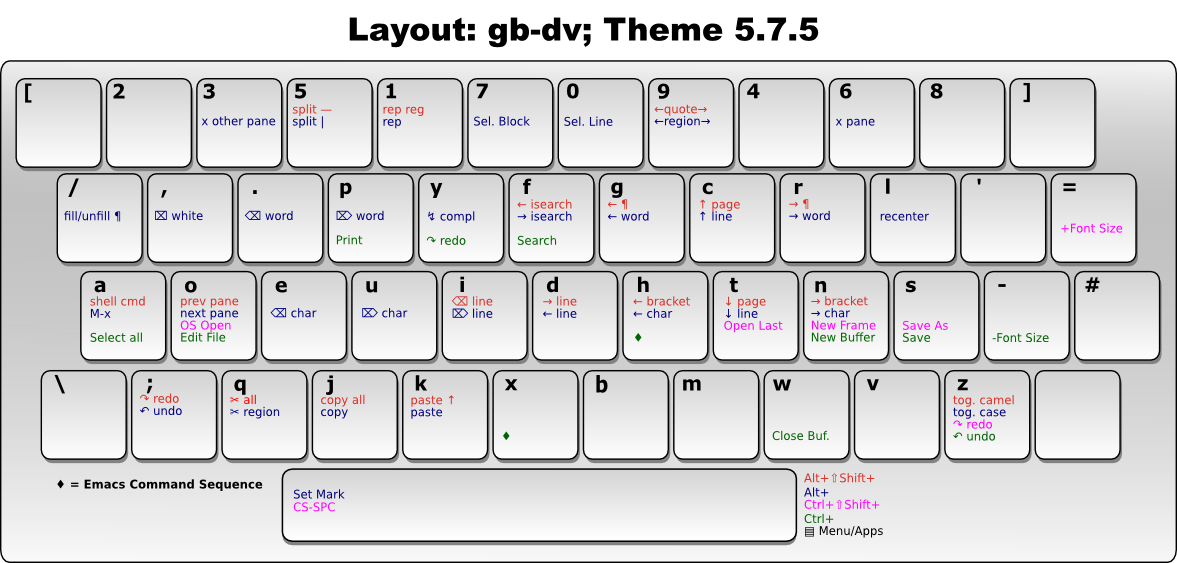 Layout: gb-dv; Theme 5.7.5
[ 2 3 5 1 7 0 9 4 6 8 ]
split — rep reg ←quote→
x other pane split | rep Sel. Block Sel. Line ←region→ x pane
/ , . p y f g c r l ' =
← isearch ← ¶ ↑ page → ¶
fill/unfill ¶ ⌧ white ⌫ word ⌦ word ↯ compl → isearch ← word ↑ line → word recenter
+Font Size
Print ↷ redo Search
a o e u i d h t n s - #
shell cmd prev pane ⌫ line → line ← bracket ↓ page → bracket
M-x next pane ⌫ char ⌦ char ⌦ line ← line ← char ↓ line → char
OS Open Open Last New Frame Save As
Select all Edit File ♦ New Buffer Save -Font Size
\ ; q j k x b m w v z
↷ redo ✂ all copy all paste ↑ tog. camel
↶ undo ✂ region copy paste tog. case
↷ redo
♦ Close Buf. ↶ undo
♦ = Emacs Command Sequence
Set Mark
CS-SPC
Alt+⇧Shift+
Alt+
Ctrl+⇧Shift+
Ctrl+
▤ Menu/Apps